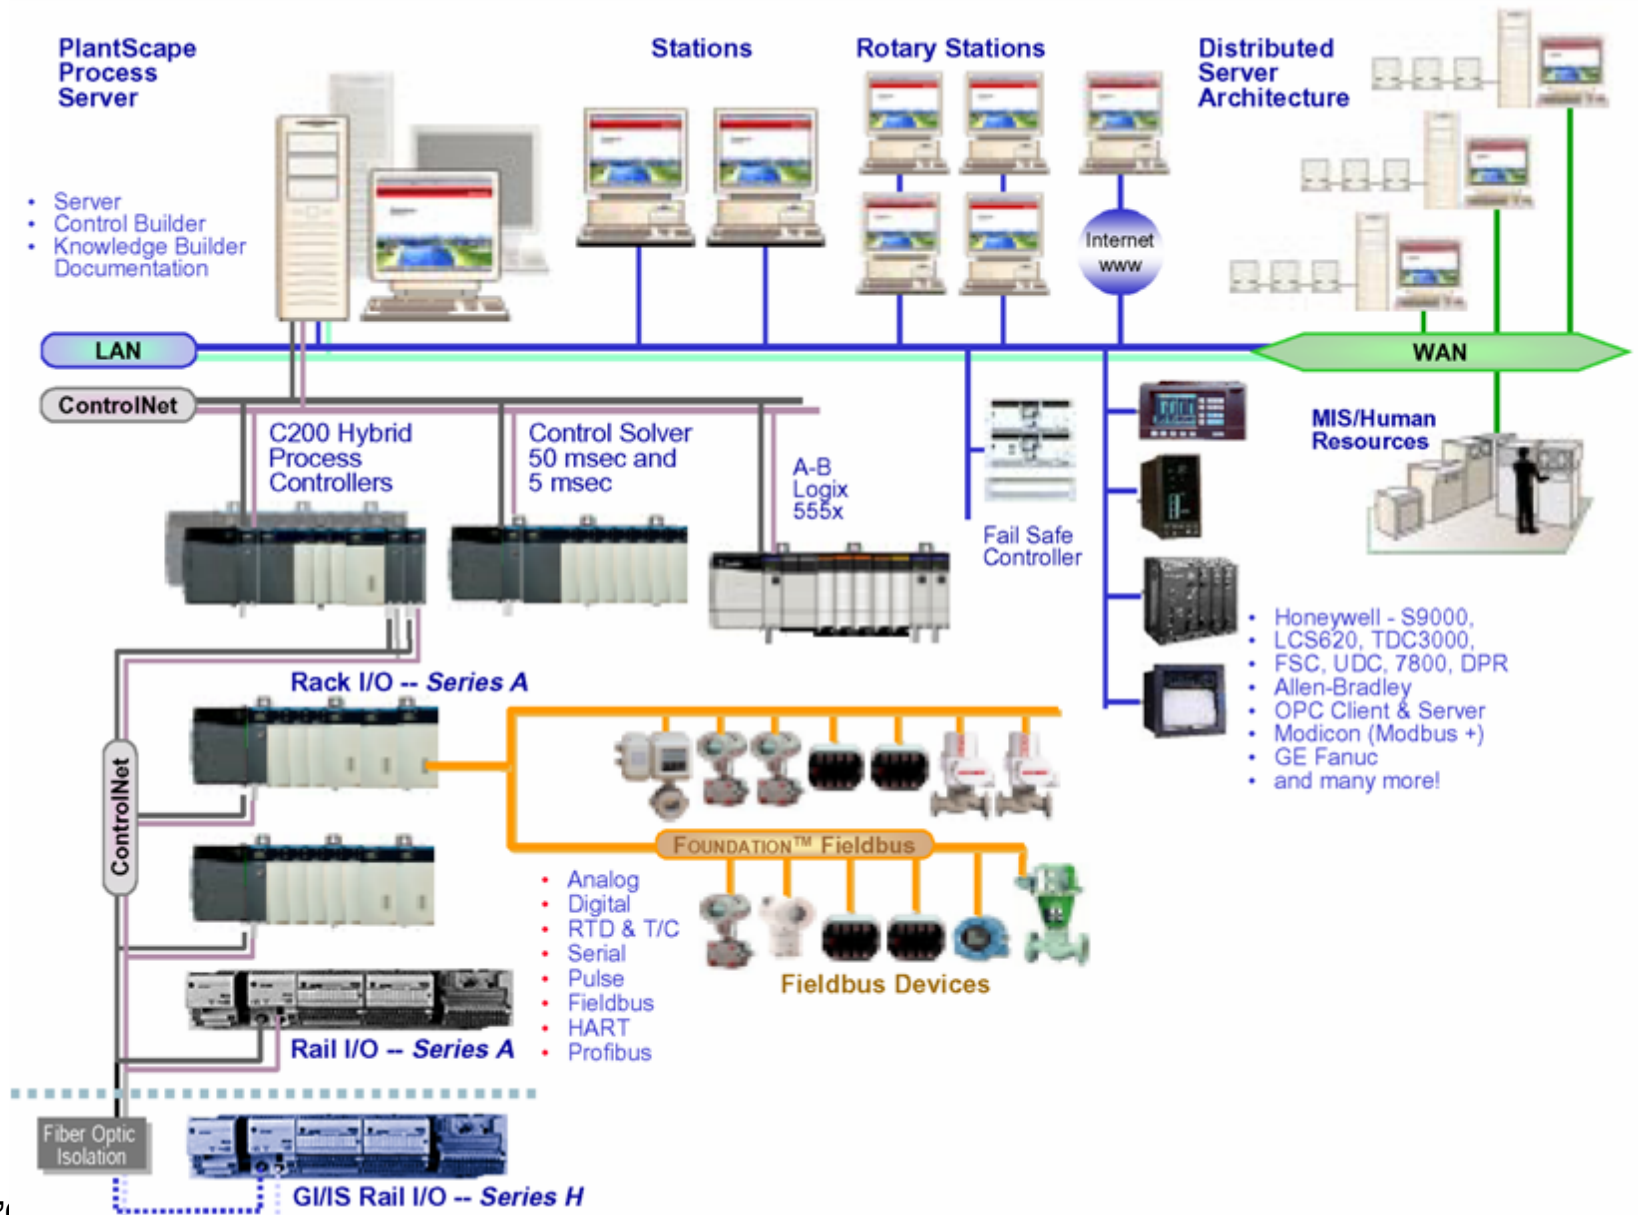 PlantScape
Process
Server
Stations
Rotary Stations
Distributed
Server
Architecture
• Server
• Control Builder
• Knowledge Builder
Documentation
Internet
www
LAN
WAN
ControlNet
C200 Hybrid
Process
Controllers
Control Solver
50 msec and
5 msec
A-B
Logix
555x
Fail Safe
Controller
MIS/Human
Resources
• Honeywell - S9000,
• LCS620, TDC3000,
• FSC, UDC, 7800, DPR
• Allen-Bradley
• OPC Client & Server
• Modicon (Modbus +)
• GE Fanuc
• and many more!
Rack I/O -- Series A
ControlNet
FOUNDATION™ Fieldbus
• Analog
• Digital
• RTD & T/C
• Serial
• Pulse
• Fieldbus
• HART
• Profibus
Fieldbus Devices
Rail I/O -- Series A
Fiber Optic
Isolation
GI/IS Rail I/O -- Series H